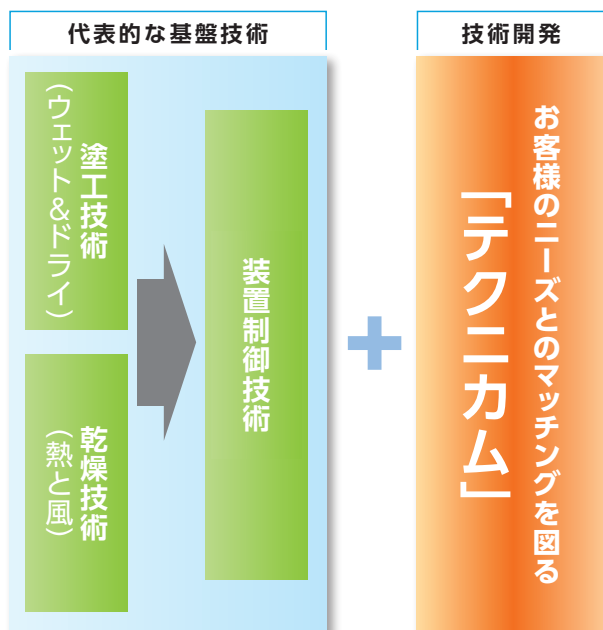 代表的な基盤技術
塗工技術
(ウェット&ドライ)
乾燥技術
(熱と風)
装置制御技術
+
技術開発
お客様のニーズとのマッチングを図る
「テクニカム」